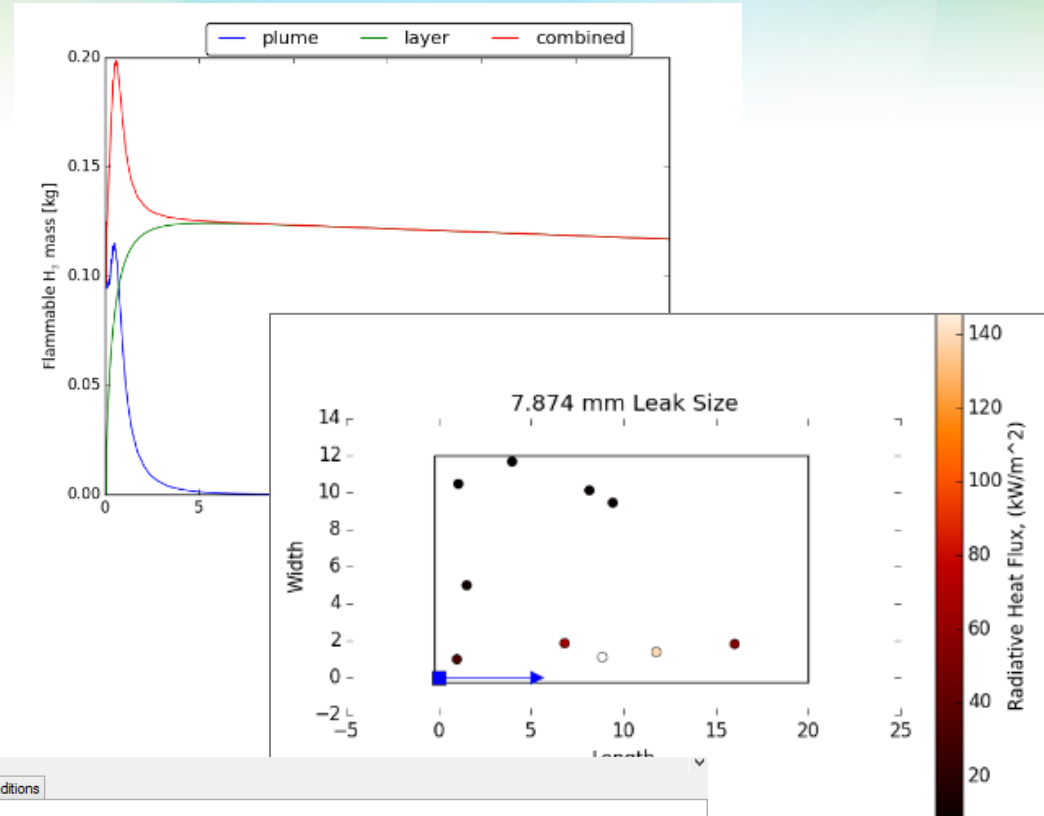 plume layer combined
0.20
0.15
0.10
0.05
0.00
Flammable H₂ mass [kg]
0 5
7.874 mm Leak Size
14
12
10
8
6
4
2
0
−2
Width
−5 0 5 10 15 20 25
Length
140
120
100
80
60
40
20
Radiative Heat Flux, (kW/m^2)
ditions